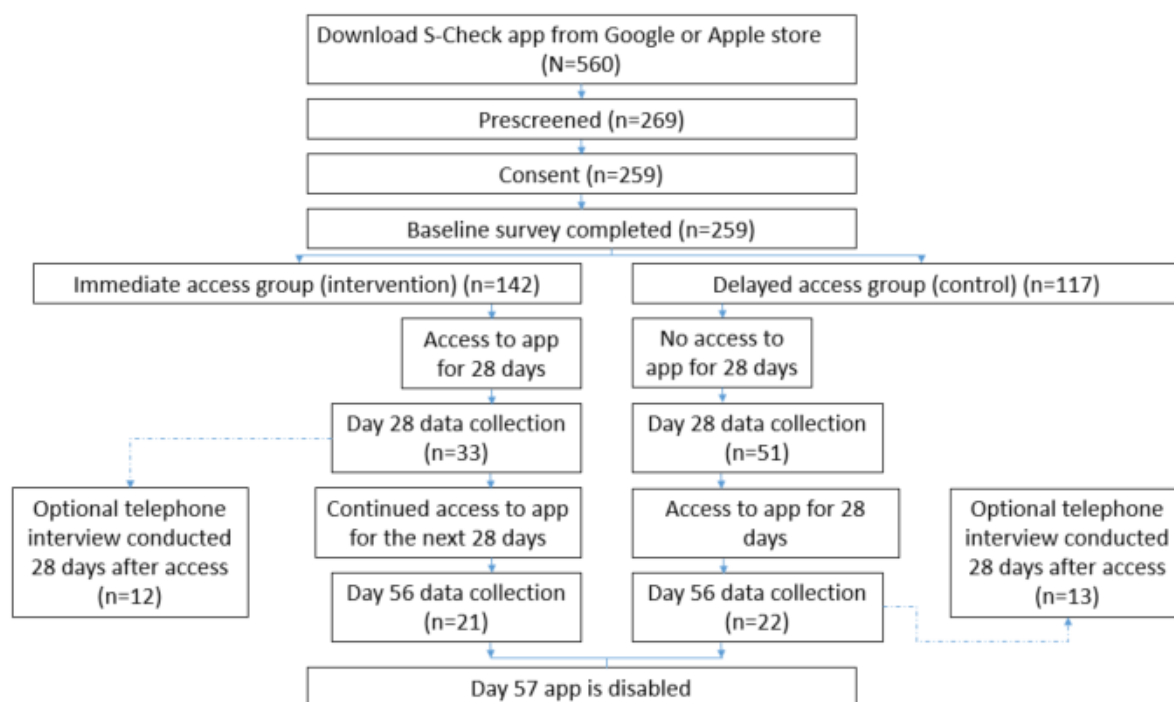 Download S-Check app from Google or Apple store
(N=560)
Prescreened (n=269)
Consent (n=259)
Baseline survey completed (n=259)
Immediate access group (intervention) (n=142)
Delayed access group (control) (n=117)
Access to app
for 28 days
No access to
app for 28 days
Day 28 data collection
(n=33)
Day 28 data collection
(n=51)
Optional telephone
interview conducted
28 days after access
(n=12)
Continued access to app
for the next 28 days
Access to app for 28
days
Optional telephone
interview conducted
28 days after access
(n=13)
Day 56 data collection
(n=21)
Day 56 data collection
(n=22)
Day 57 app is disabled